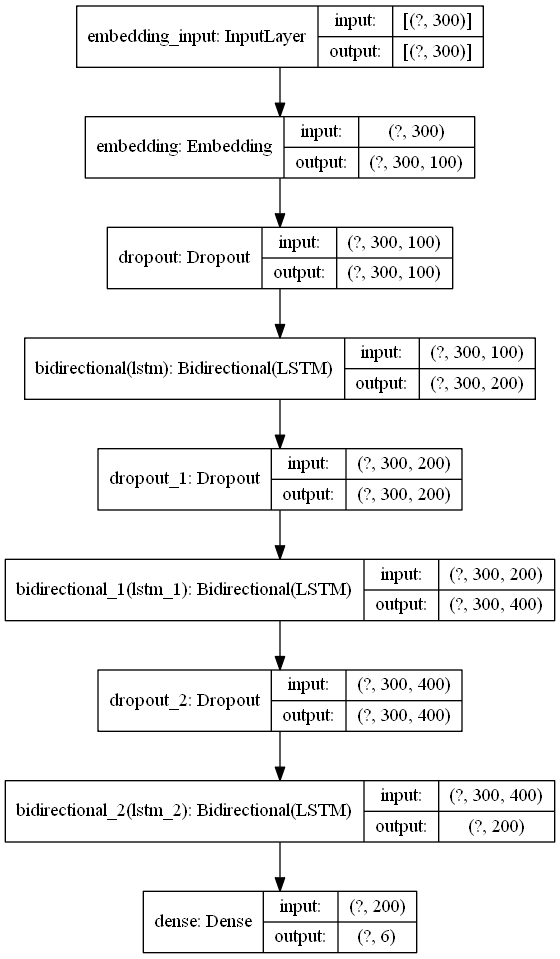 embedding_input: InputLayer
input: [(?, 300)]
output: [(?, 300)]
embedding: Embedding
input: (?, 300)
output: (?, 300, 100)
dropout: Dropout
input: (?, 300, 100)
output: (?, 300, 100)
bidirectional(lstm): Bidirectional(LSTM)
input: (?, 300, 100)
output: (?, 300, 200)
dropout_1: Dropout
input: (?, 300, 200)
output: (?, 300, 200)
bidirectional_1(lstm_1): Bidirectional(LSTM)
input: (?, 300, 200)
output: (?, 300, 400)
dropout_2: Dropout
input: (?, 300, 400)
output: (?, 300, 400)
bidirectional_2(lstm_2): Bidirectional(LSTM)
input: (?, 300, 400)
output: (?, 200)
dense: Dense
input: (?, 200)
output: (?, 6)